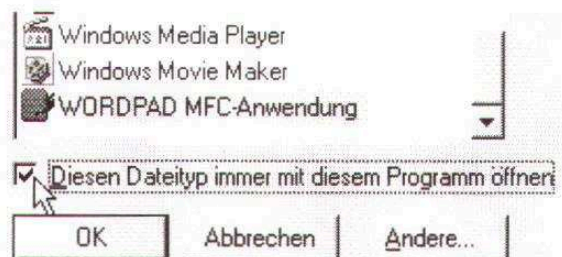 Windows Media Player
Windows Movie Maker
WORDPAD MFC-Anwendung
Diesen Dateityp immer mit diesem Programm öffnen
OK Abbrechen Andere...